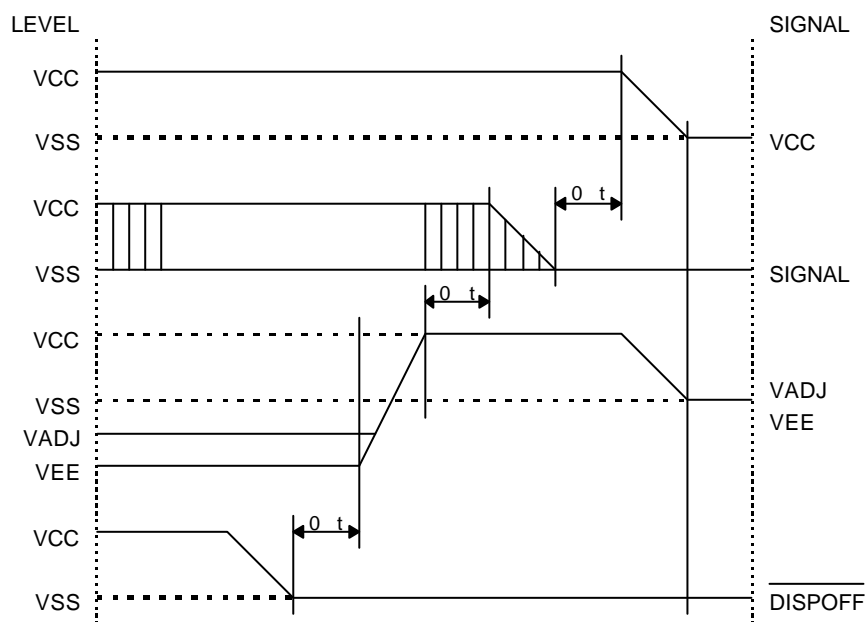 LEVEL SIGNAL
VCC
VSS VCC
0 t
VCC
VSS SIGNAL
0 t
VCC
VSS VADJ
VADJ VEE
VEE
0 t
VCC
VSS DISPOFF